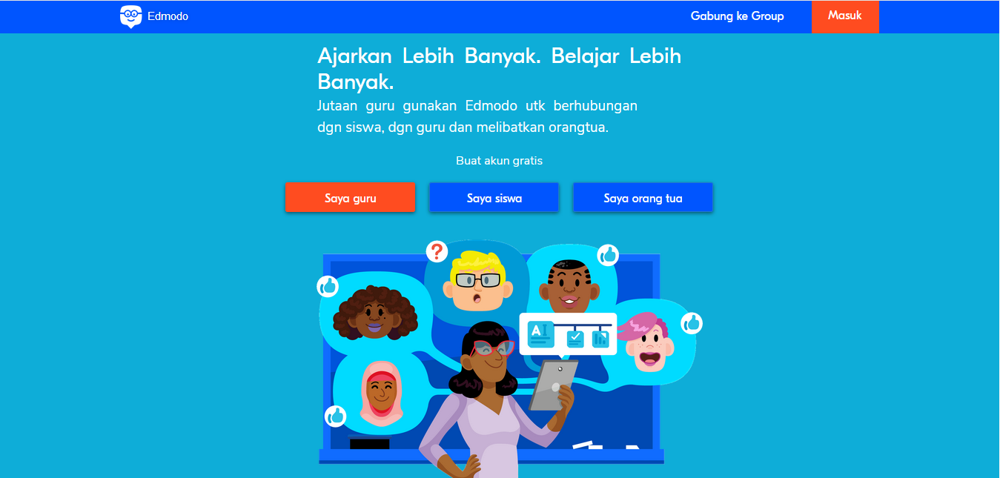 Edmodo
Gabung ke Group
Masuk
Ajarkan Lebih Banyak. Belajar Lebih
Banyak.
Jutaan guru gunakan Edmodo utk berhubungan
dgn siswa, dgn guru dan melibatkan orangtua.
Buat akun gratis
Saya guru
Saya siswa
Saya orang tua
?
AI